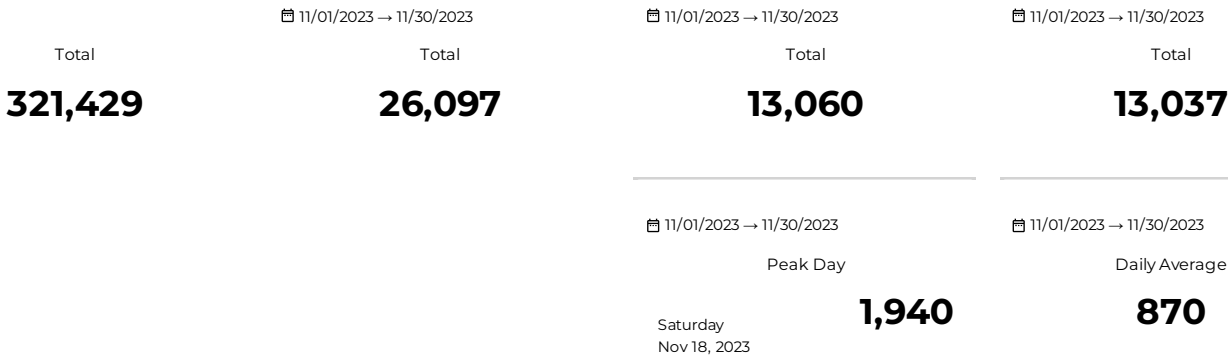 11/01/2023 → 11/30/2023
11/01/2023 → 11/30/2023
11/01/2023 → 11/30/2023
Total
Total
Total
Total
321,429
26,097
13,060
13,037
11/01/2023 → 11/30/2023
11/01/2023 → 11/30/2023
Peak Day
Daily Average
1,940
870
Saturday
Nov 18, 2023